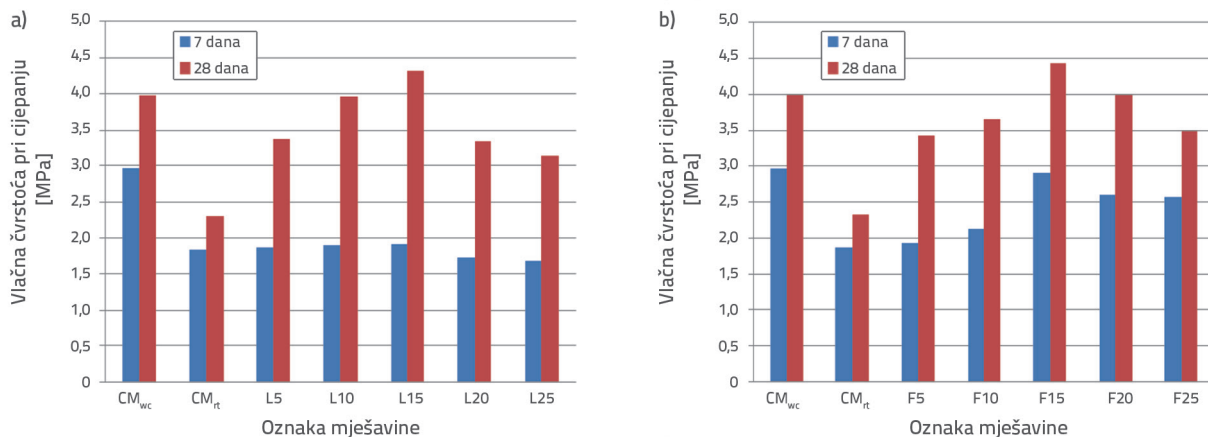 a)
Vlačna čvrstoća pri cijepanju
[MPa]
5,0
4,5
4,0
3,5
3,0
2,5
2,0
1,5
1,0
0,5
0
7 dana
28 dana
CMwc CMrt L5 L10 L15 L20 L25
Oznaka mješavine
b)
Vlačna čvrstoća pri cijepanju
[MPa]
5,0
4,5
4,0
3,5
3,0
2,5
2,0
1,5
1,0
0,5
0
7 dana
28 dana
CMwc CMrt F5 F10 F15 F20 F25
Oznaka mješavine